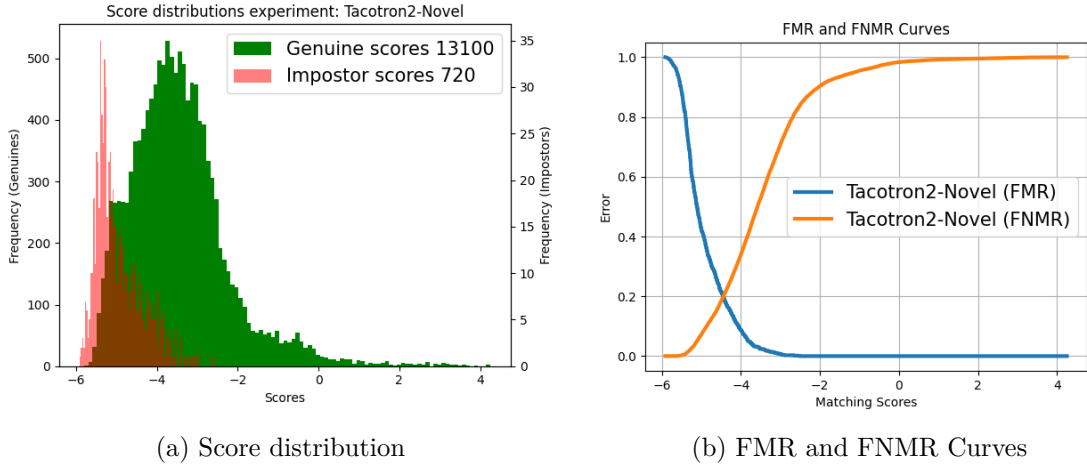 Score distributions experiment: Tacotron2-Novel
Genuine scores 13100
Impostor scores 720
Frequency (Genuines)
500
400
300
200
100
0
35
30
25
20
15
10
5
0
Frequency (Impostors)
−6 −4 −2 0 2 4
Scores
(a) Score distribution
FMR and FNMR Curves
Error
1.0
0.8
0.6
0.4
0.2
0.0
Tacotron2-Novel (FMR)
Tacotron2-Novel (FNMR)
−6 −4 −2 0 2 4
Matching Scores
(b) FMR and FNMR Curves